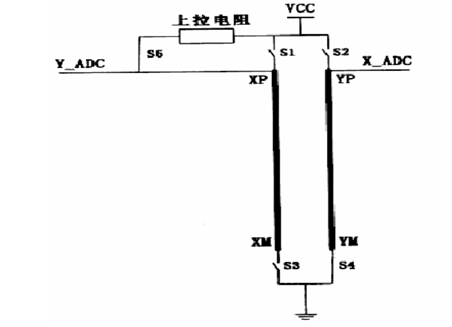 VCC
上拉电阻
S5 S1 S2
Y_ADC X_ADC
XP YP
XM YM
S3 S4